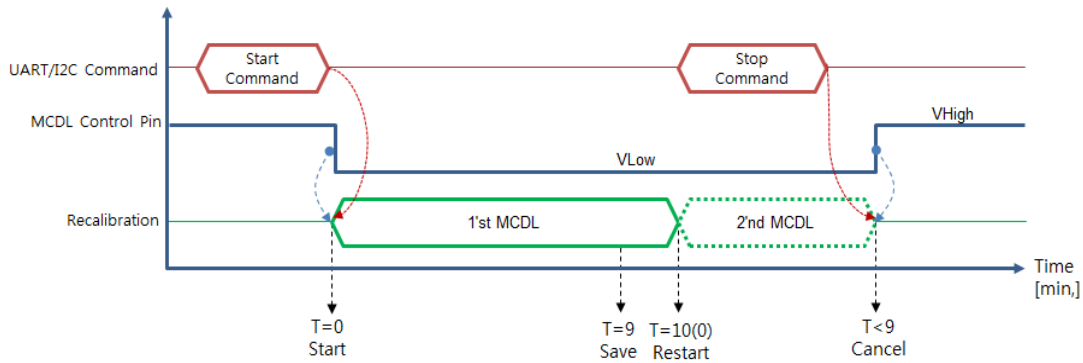 Start
Command
Stop
Command
UART/I2C Command
MCDL Control Pin
VHigh
VLow
Recalibration
1'st MCDL
2'nd MCDL
Time
[min,]
T=0
Start
T=9
Save
T=10(0)
Restart
T<9
Cancel